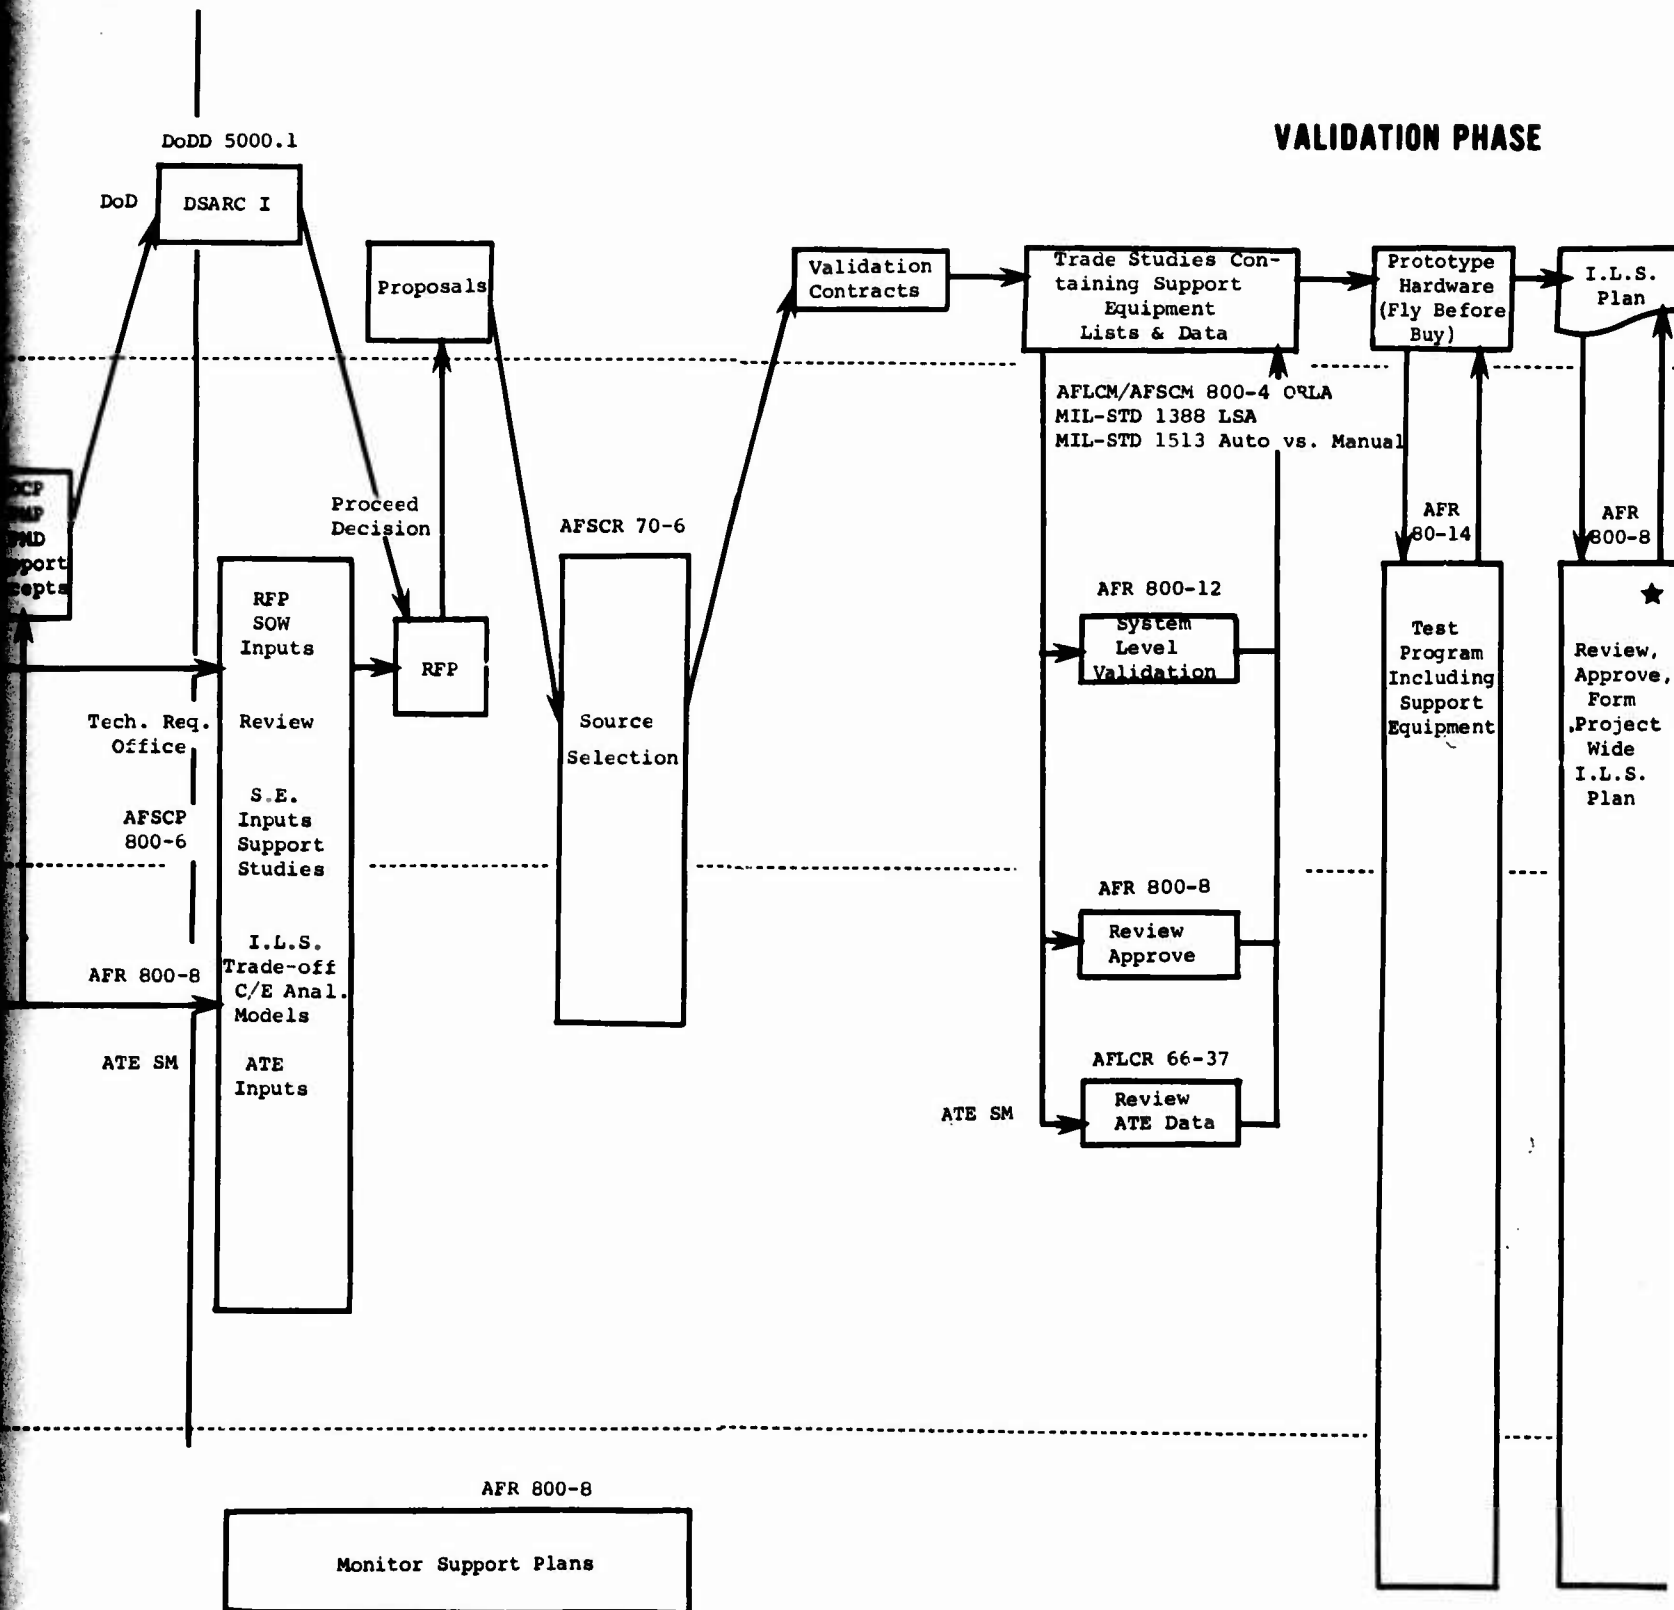 VALIDATION PHASE
DoDD 5000.1
DoD
DSARC I
Proposals
Validation
Contracts
Trade Studies Con-
taining Support
Equipment
Lists & Data
Prototype
Hardware
(Fly Before
Buy)
I.L.S.
Plan
AFLCM/AFSCM 800-4 ORLA
MIL-STD 1388 LSA
MIL-STD 1513 Auto vs. Manual
Proceed
Decision
AFSCR 70-6
AFR
80-14
AFR
800-8
RFP
SOW
Inputs
RFP
AFR 800-12
System
Level
Validation
Test
Program
Including
Support
Equipment
Review,
Approve,
Form
Project
Wide
I.L.S.
Plan
Tech. Req.
Office
Review
Source
Selection
AFSCP
800-6
S.E.
Inputs
Support
Studies
AFR 800-8
Review
Approve
AFR 800-8
I.L.S.
Trade-off
C/E Anal.
Models
ATE SM
ATE
Inputs
ATE SM
AFLCR 66-37
Review
ATE Data
AFR 800-8
Monitor Support Plans